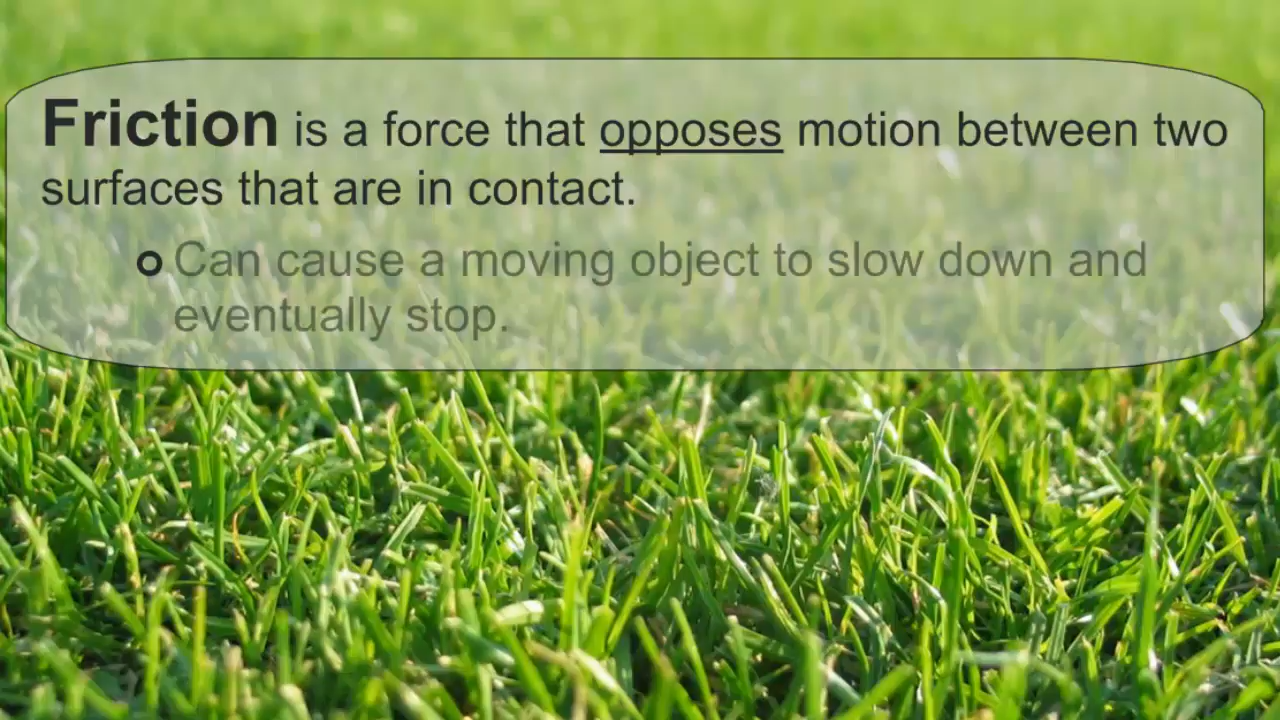 Friction is a force that opposes motion between two
surfaces that are in contact.
Can cause a moving object to slow down and
eventually stop.